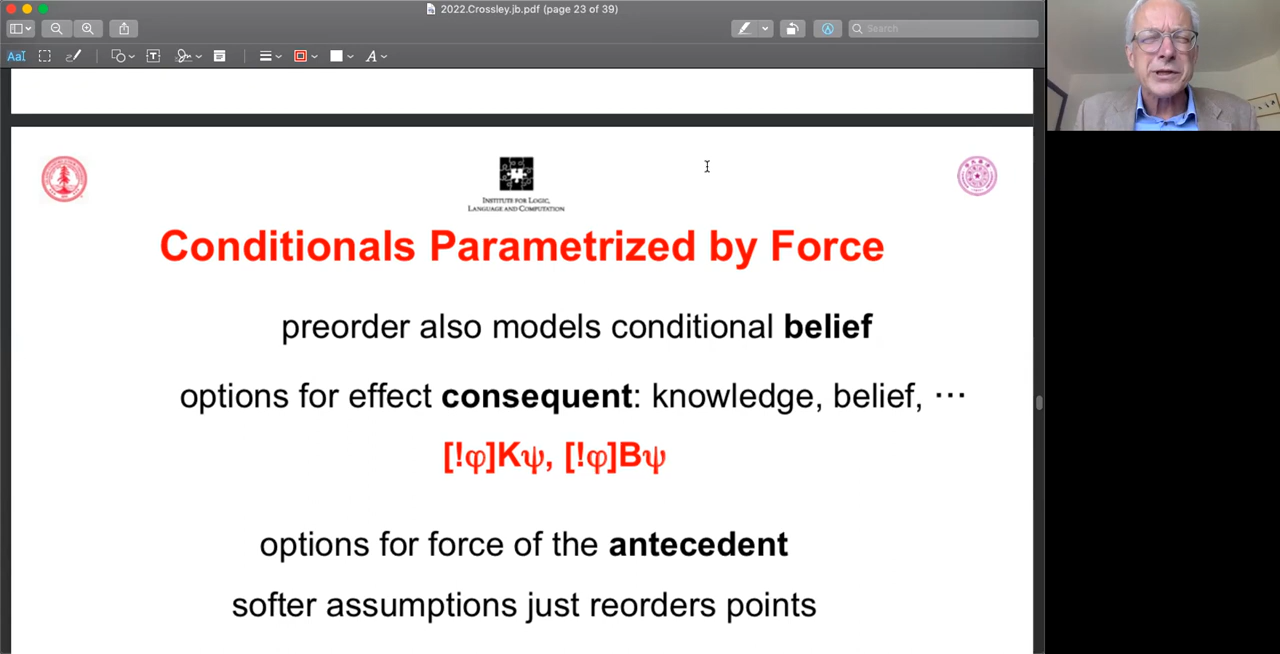 2022.Crossley.jb.pdf (page 23 of 39)
Search
AaI
T
A
INSTITUTE FOR LOGIC,
LANGUAGE AND COMPUTATION
Conditionals Parametrized by Force
preorder also models conditional belief
options for effect consequent: knowledge, belief, ⋯
[!φ]Kψ, [!φ]Bψ
options for force of the antecedent
softer assumptions just reorders points